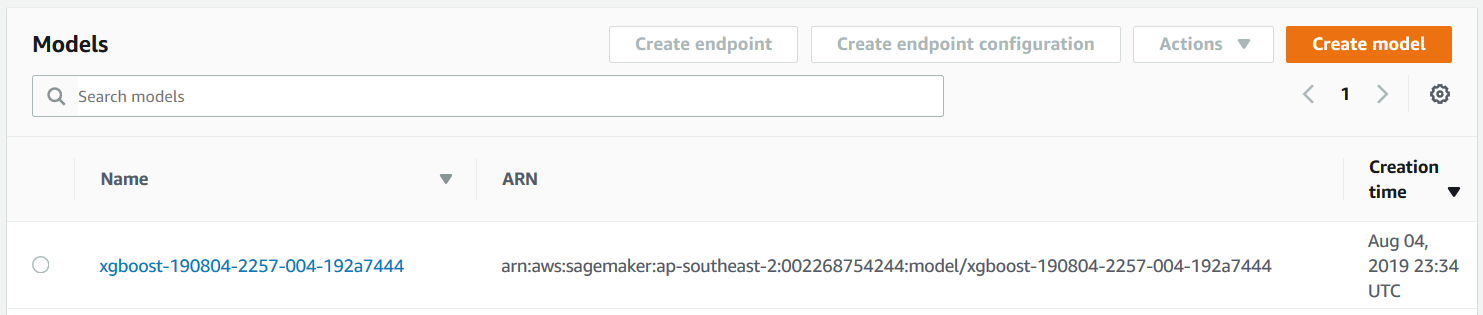 Models
Create endpoint
Create endpoint configuration
Actions
Create model
Search models
1
Name
ARN
Creation
time
xgboost-190804-2257-004-192a7444
arn:aws:sagemaker:ap-southeast-2:002268754244:model/xgboost-190804-2257-004-192a7444
Aug 04,
2019 23:34
UTC